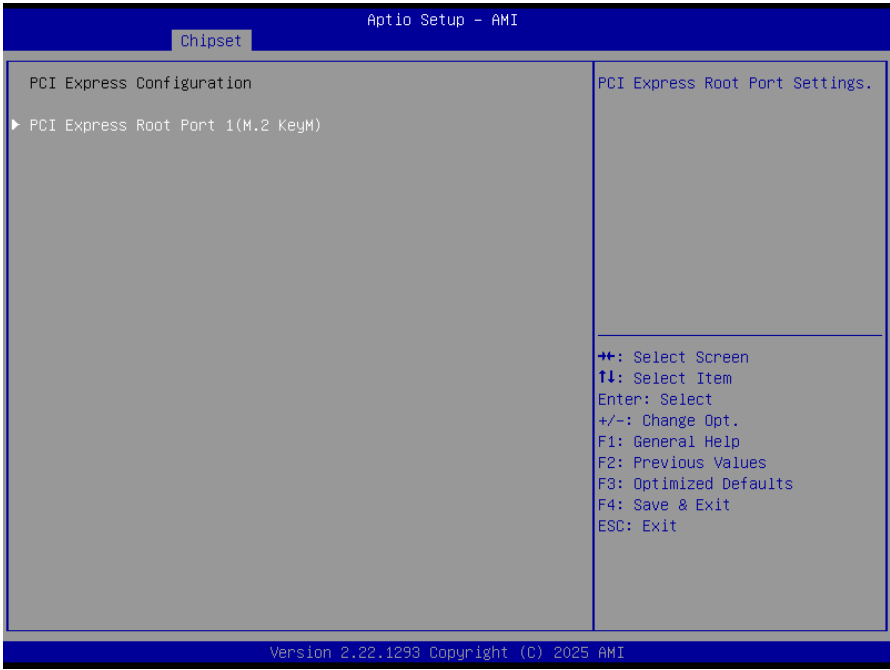 Aptio Setup – AMI
Chipset
PCI Express Configuration
▶ PCI Express Root Port 1(M.2 KeyM)
PCI Express Root Port Settings.
→←: Select Screen
↑↓: Select Item
Enter: Select
+/-: Change Opt.
F1: General Help
F2: Previous Values
F3: Optimized Defaults
F4: Save & Exit
ESC: Exit
Version 2.22.1293 Copyright (C) 2025 AMI